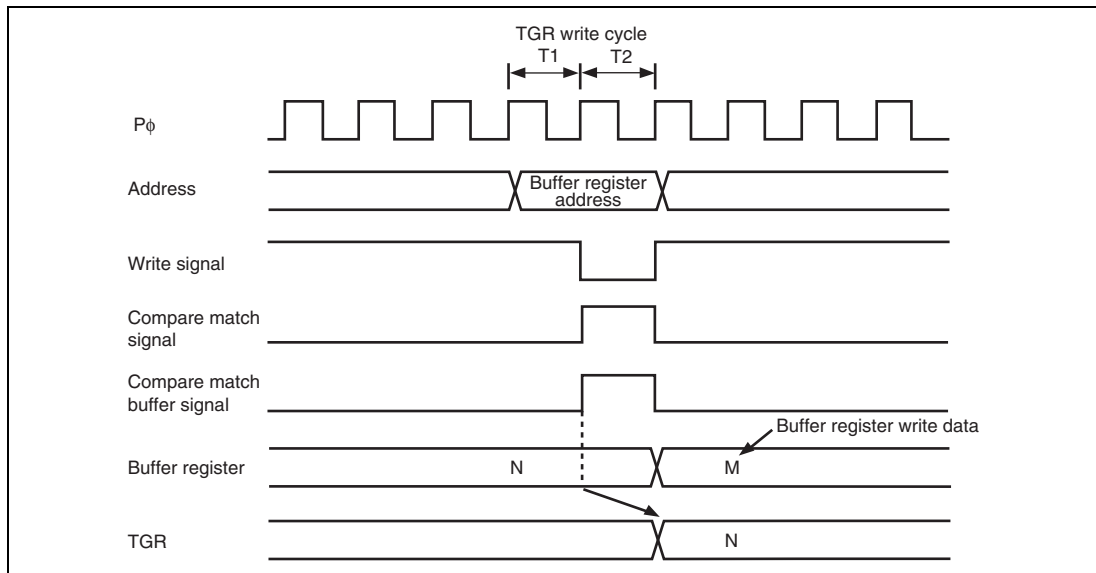 TGR write cycle
T1 T2
Pϕ
Address
Buffer register
address
Write signal
Compare match
signal
Compare match
buffer signal
Buffer register write data
Buffer register
N
M
TGR
N